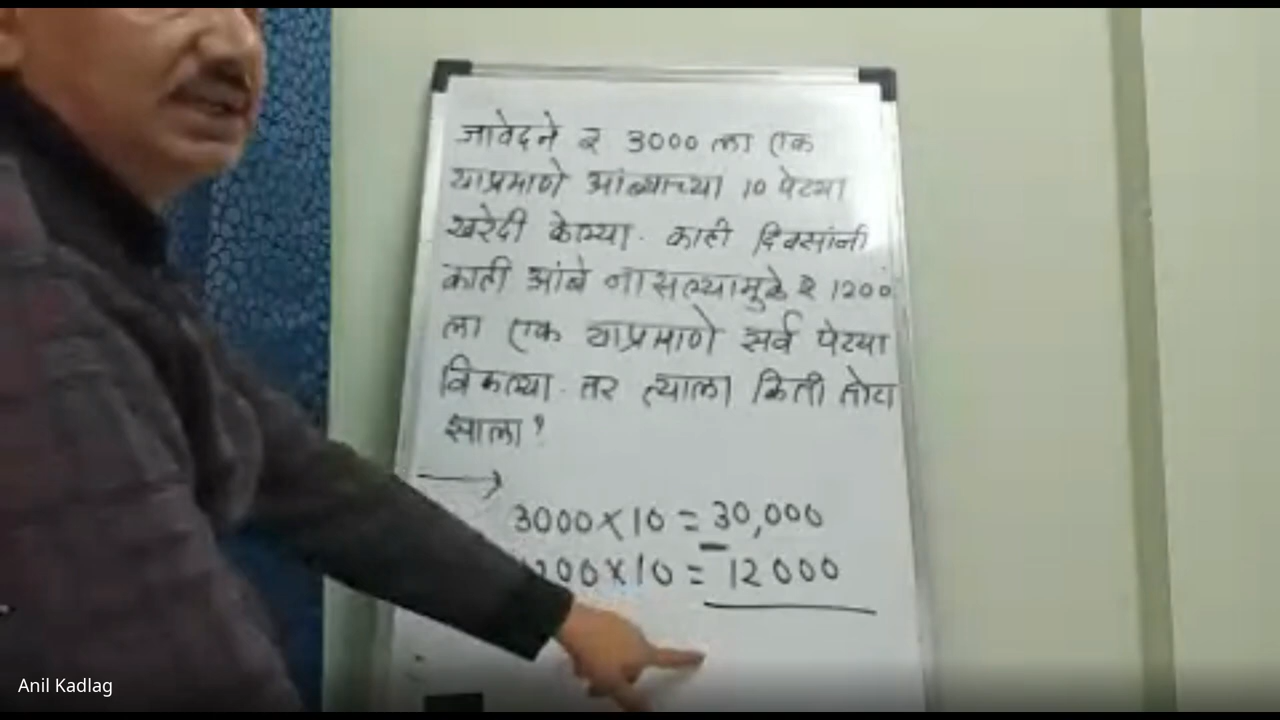 जावेदने ₹ 3000 ला एक
याप्रमाणे आंब्याच्या 10 पेट्या
खरेदी केल्या. काही दिवसांनी
काही आंबे नासल्यामुळे ₹ 1200
ला एक याप्रमाणे सर्व पेट्या
विकल्या. तर त्याला किती तोटा
झाला?
3000 × 10 = 30,000
1200 × 10 = 12000
Anil Kadlag